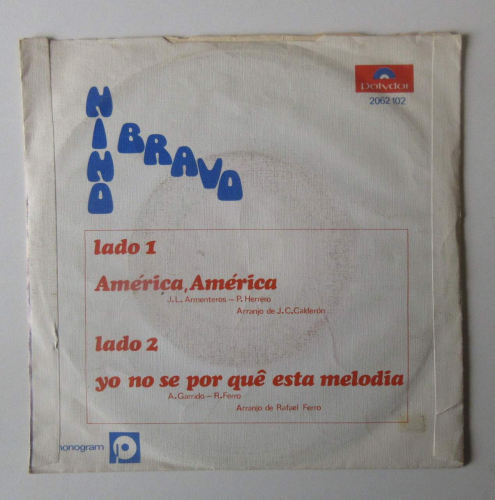 Polydor
2062 102
NINO
BRAVO
lado 1
América, América
J.L. Armenteros – P. Herrero
Arranjo de J.C. Calderón
lado 2
yo no se por quê esta melodia
A. Garrido – R. Ferro
Arranjo de Rafael Ferro
onogram